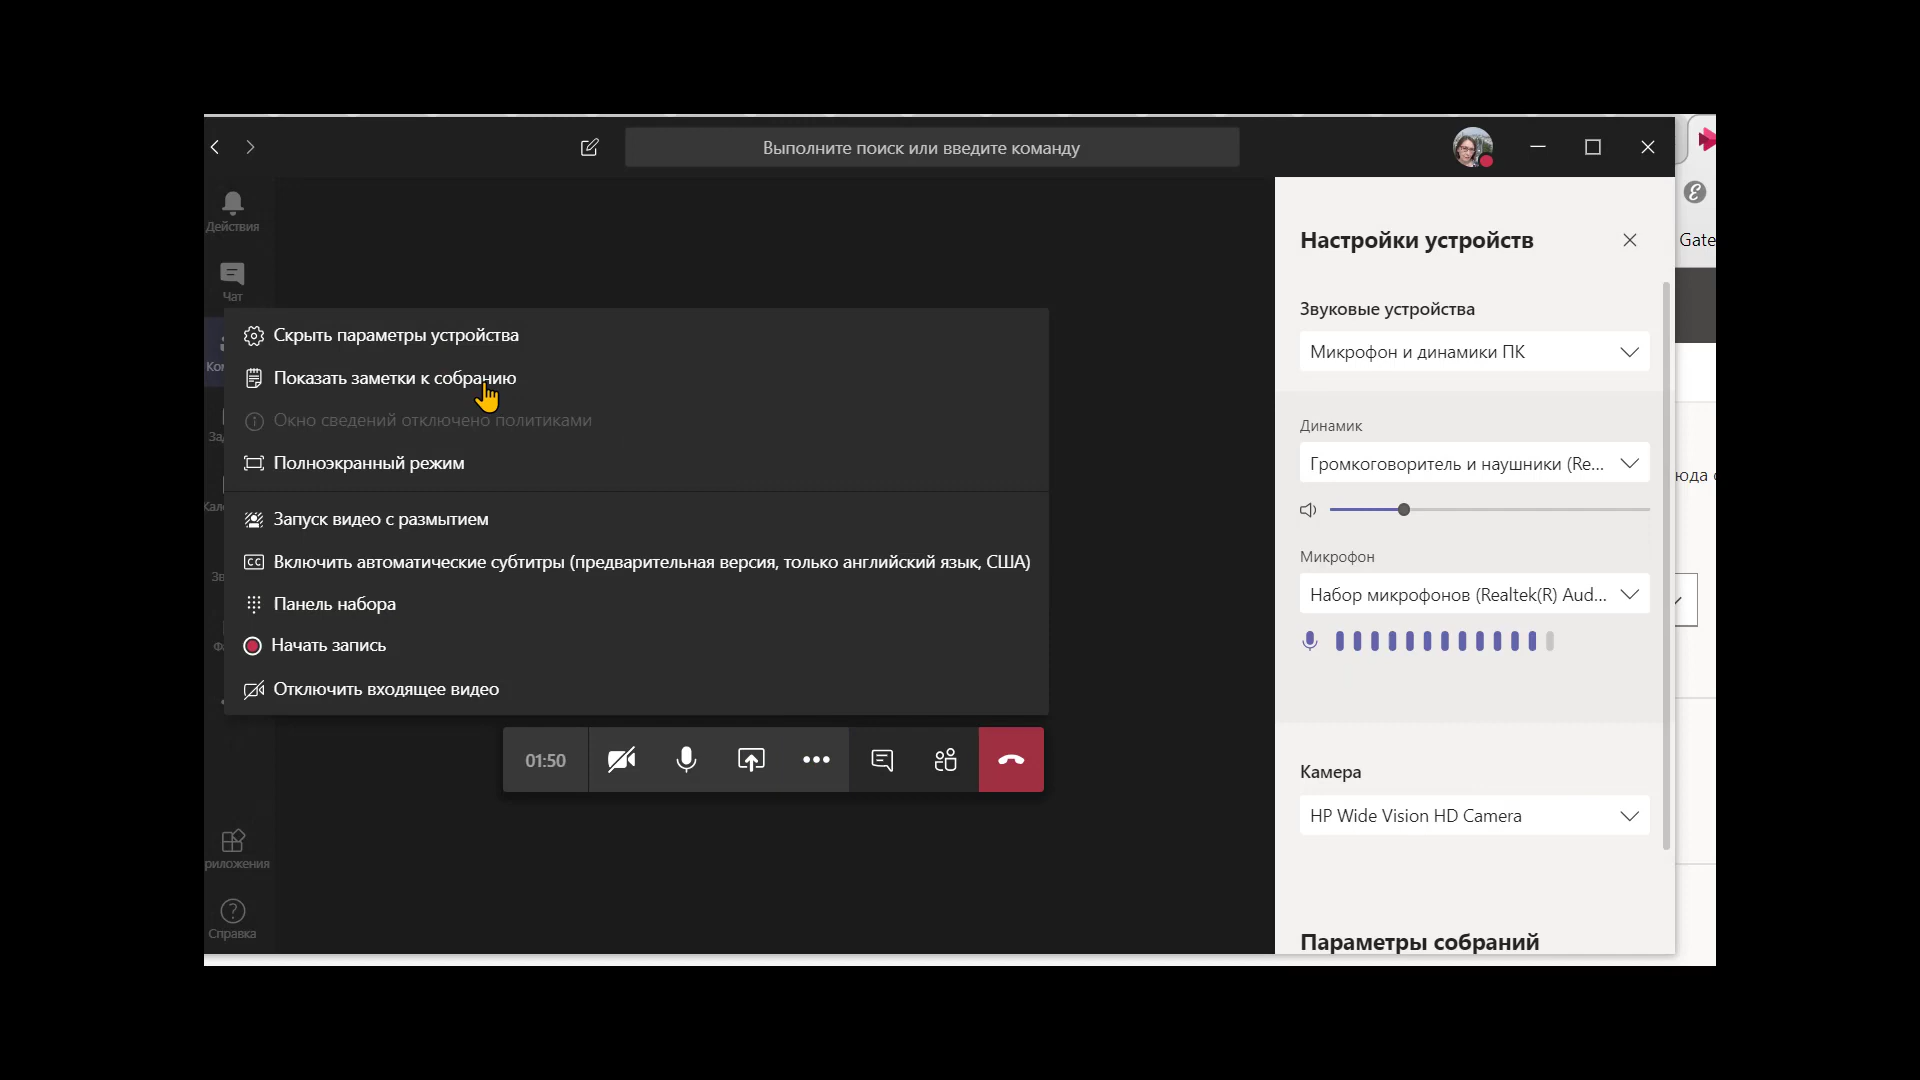 Выполните поиск или введите команду
Действия
Чат
Скрыть параметры устройства
Показать заметки к собранию
Окно сведений отключено политиками
Полноэкранный режим
Запуск видео с размытием
CC Включить автоматические субтитры (предварительная версия, только английский язык, США)
Панель набора
Начать запись
Отключить входящее видео
01:50
риложения
Справка
Настройки устройств
Звуковые устройства
Микрофон и динамики ПК
Динамик
Громкоговоритель и наушники (Re...
Микрофон
Набор микрофонов (Realtek(R) Aud...
Камера
HP Wide Vision HD Camera
Параметры собраний
Gate
юда